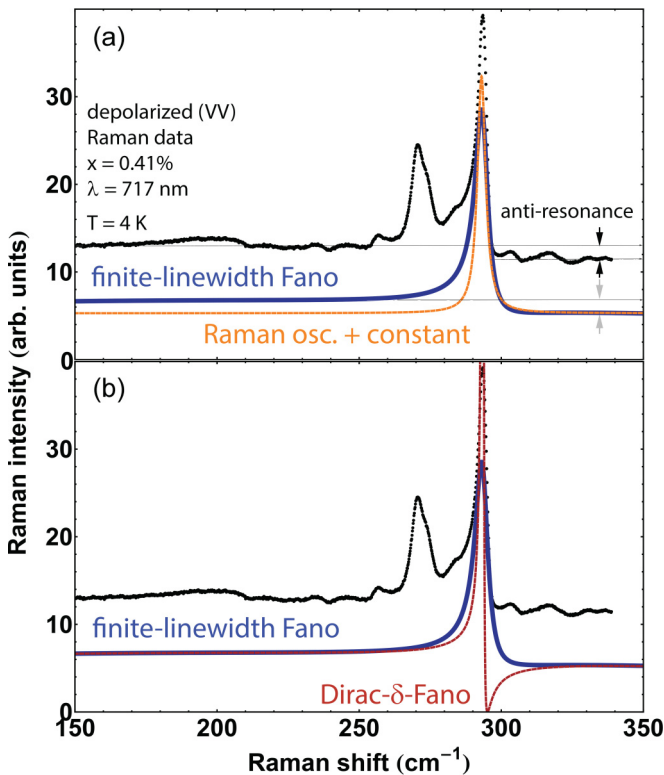 (a)
depolarized (VV)
Raman data
x = 0.41%
λ = 717 nm
T = 4 K
anti-resonance
finite-linewidth Fano
Raman osc. + constant
40
30
20
10
0
(b)
finite-linewidth Fano
Dirac-δ-Fano
30
20
10
0
150 200 250 300 350
Raman shift (cm⁻¹)
Raman intensity (arb. units)